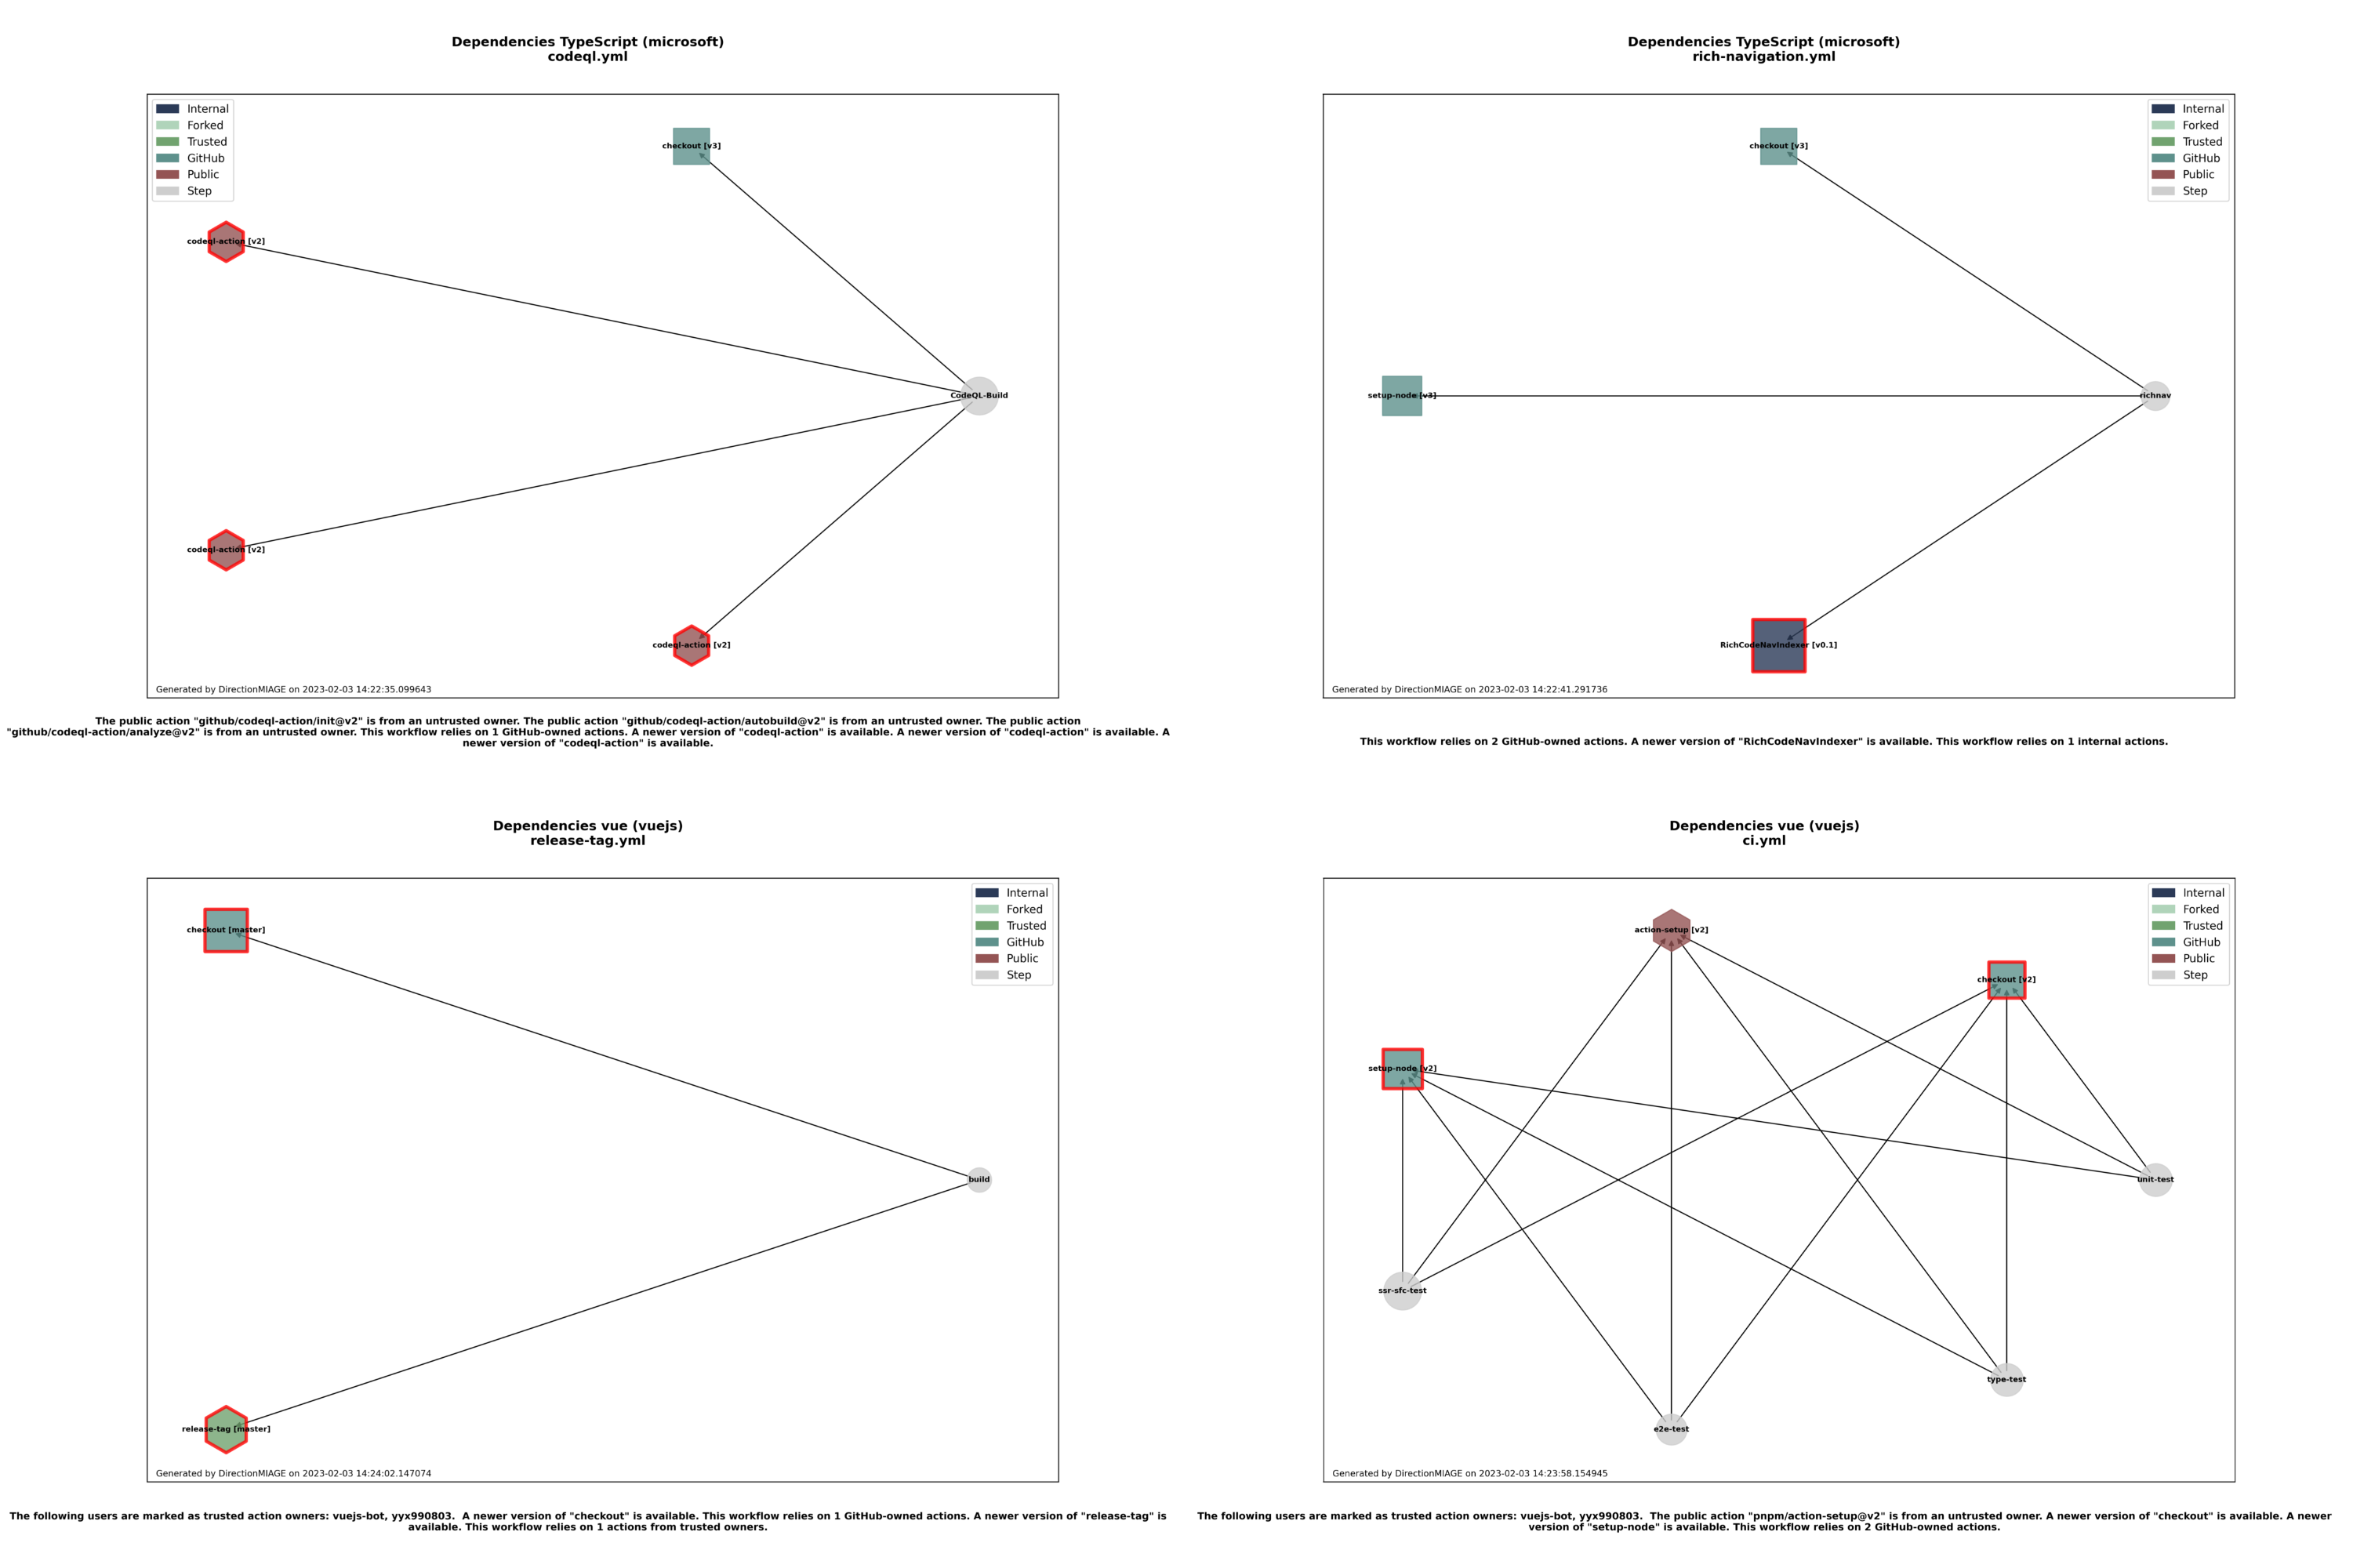 Dependencies TypeScript (microsoft)
codeql.yml
Internal
Forked
Trusted
GitHub
Public
Step
checkout [v3]
codeql-action [v2]
CodeQL-Build
codeql-action [v2]
codeql-action [v2]
Generated by DirectionMIAGE on 2023-02-03 14:22:35.099643
The public action "github/codeql-action/init@v2" is from an untrusted owner. The public action "github/codeql-action/autobuild@v2" is from an untrusted owner. The public action
"github/codeql-action/analyze@v2" is from an untrusted owner. This workflow relies on 1 GitHub-owned actions. A newer version of "codeql-action" is available. A newer version of "codeql-action" is available. A
newer version of "codeql-action" is available.
Dependencies TypeScript (microsoft)
rich-navigation.yml
Internal
Forked
Trusted
GitHub
Public
Step
checkout [v3]
setup-node [v3]
richnav
RichCodeNavIndexer [v0.1]
Generated by DirectionMIAGE on 2023-02-03 14:22:41.291736
This workflow relies on 2 GitHub-owned actions. A newer version of "RichCodeNavIndexer" is available. This workflow relies on 1 internal actions.
Dependencies vue (vuejs)
release-tag.yml
Internal
Forked
Trusted
GitHub
Public
Step
checkout [master]
build
release-tag [master]
Generated by DirectionMIAGE on 2023-02-03 14:24:02.147074
The following users are marked as trusted action owners: vuejs-bot, yyx990803.  A newer version of "checkout" is available. This workflow relies on 1 GitHub-owned actions. A newer version of "release-tag" is
available. This workflow relies on 1 actions from trusted owners.
Dependencies vue (vuejs)
ci.yml
Internal
Forked
Trusted
GitHub
Public
Step
action-setup [v2]
checkout [v2]
setup-node [v2]
unit-test
ssr-sfc-test
type-test
e2e-test
Generated by DirectionMIAGE on 2023-02-03 14:23:58.154945
The following users are marked as trusted action owners: vuejs-bot, yyx990803.  The public action "pnpm/action-setup@v2" is from an untrusted owner. A newer version of "checkout" is available. A newer
version of "setup-node" is available. This workflow relies on 2 GitHub-owned actions.